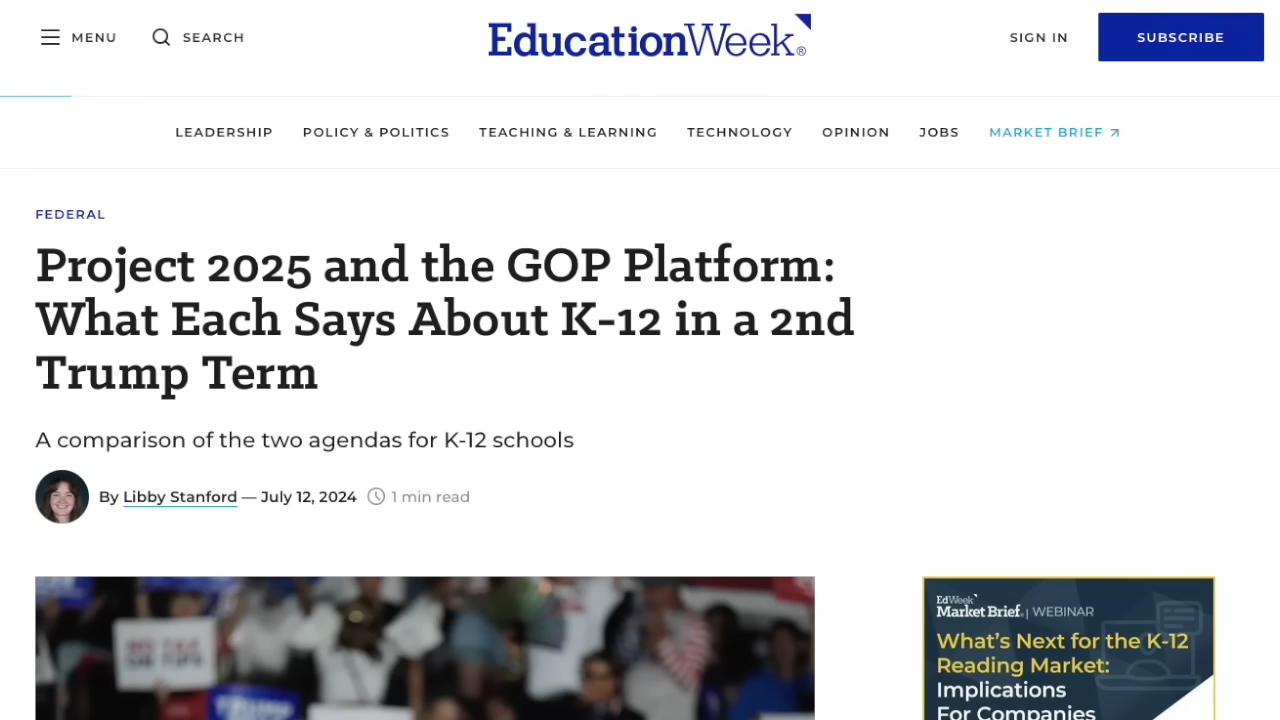 MENU
SEARCH
EducationWeek®
SIGN IN
SUBSCRIBE
LEADERSHIP
POLICY & POLITICS
TEACHING & LEARNING
TECHNOLOGY
OPINION
JOBS
MARKET BRIEF
FEDERAL
Project 2025 and the GOP Platform:
What Each Says About K-12 in a 2nd
Trump Term
A comparison of the two agendas for K-12 schools
By Libby Stanford — July 12, 2024 1 min read
EdWeek
Market Brief. | WEBINAR
What's Next for the K-12
Reading Market:
Implications
For Companies